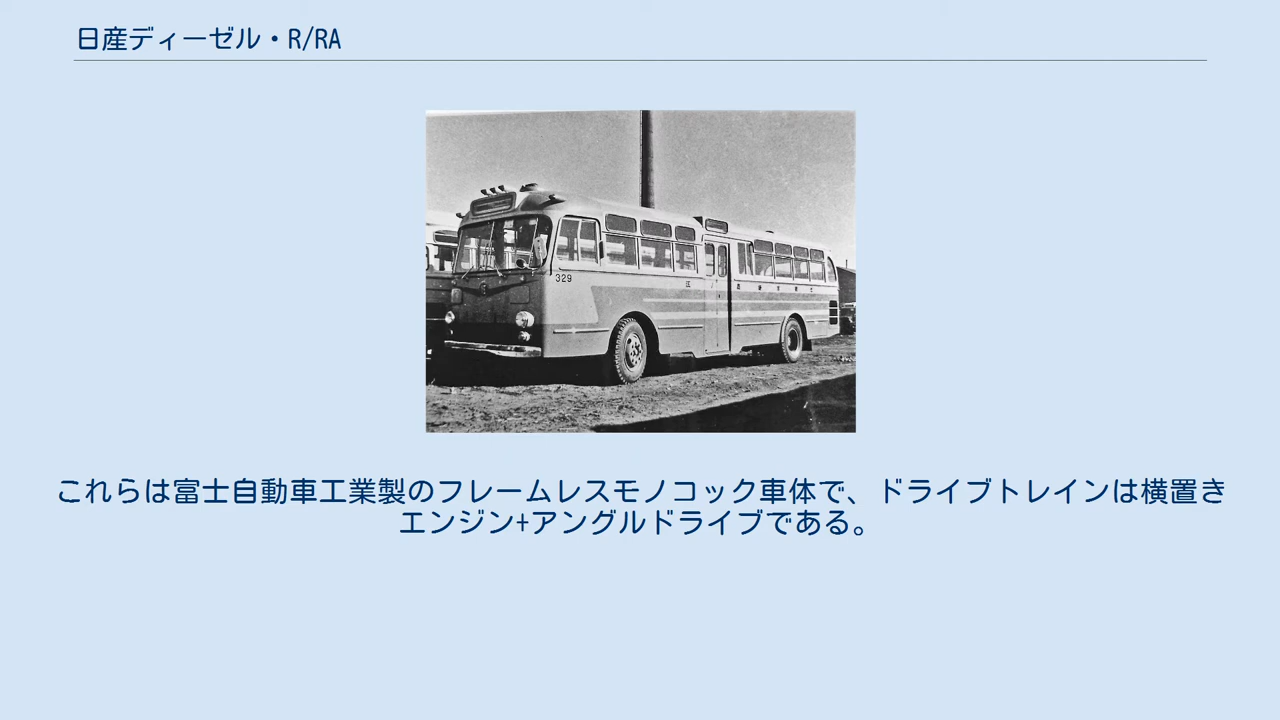 日産ディーゼル・R/RA
329
これらは富士自動車工業製のフレームレスモノコック車体で、ドライブトレインは横置き
エンジン+アングルドライブである。